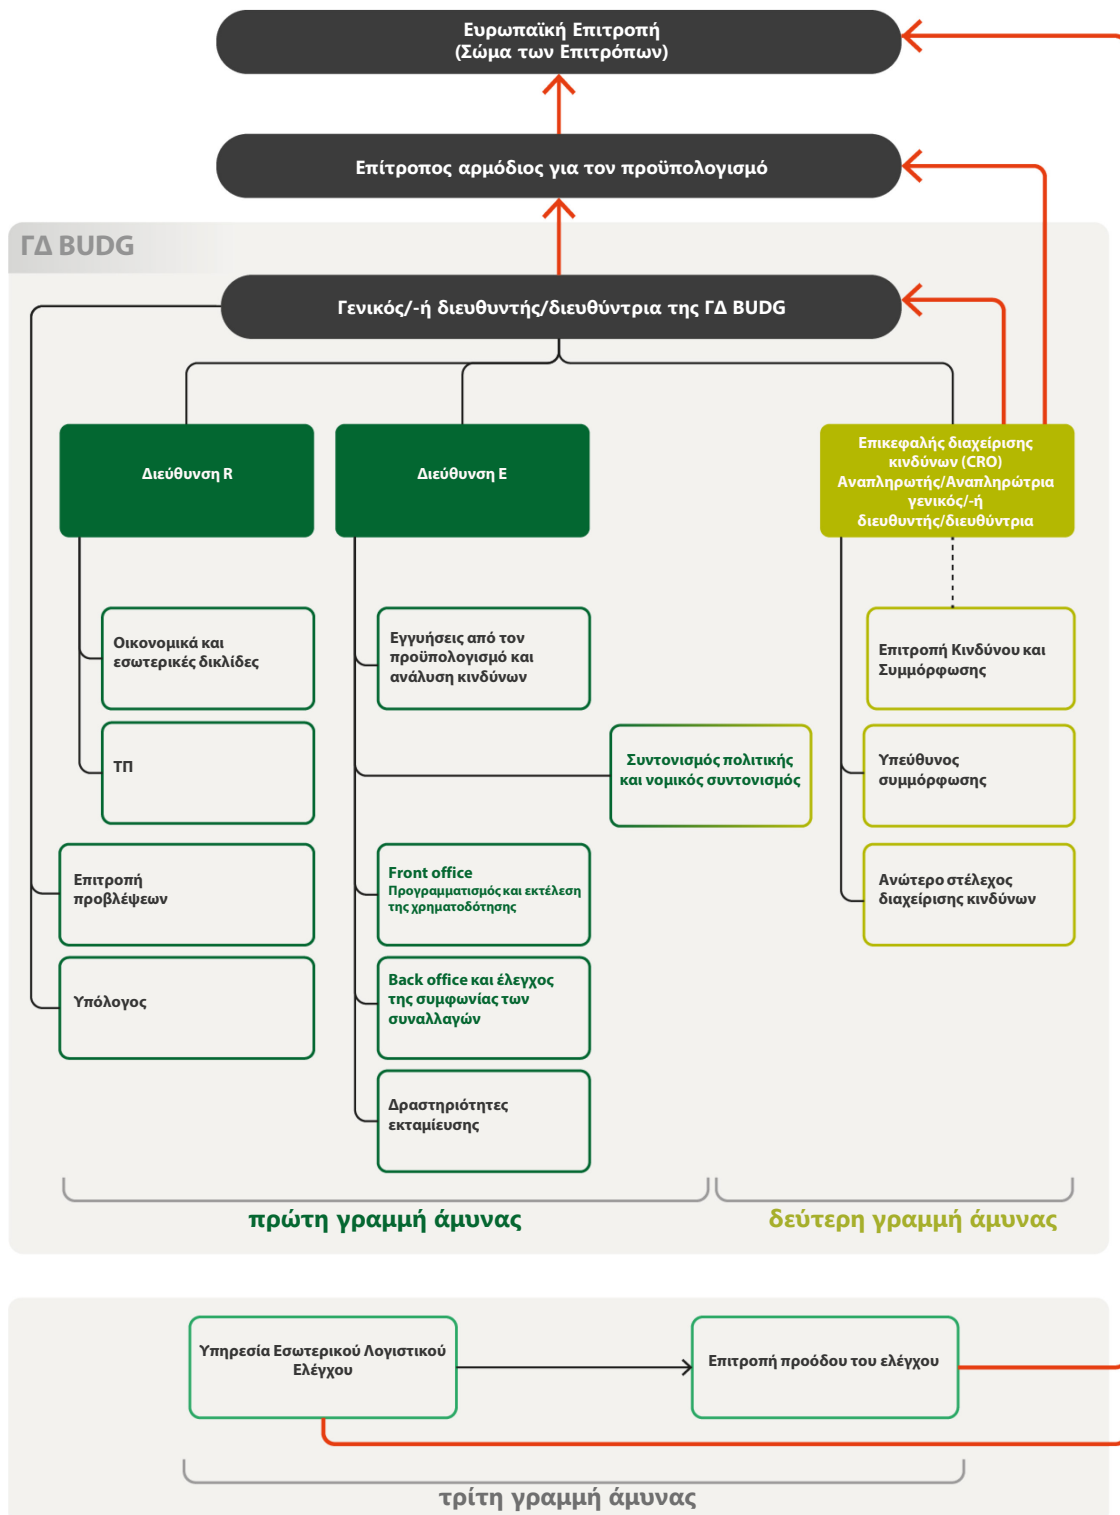 Ευρωπαϊκή Επιτροπή
(Σώμα των Επιτρόπων)
Επίτροπος αρμόδιος για τον προϋπολογισμό
ΓΔ BUDG
Γενικός/-ή διευθυντής/διευθύντρια της ΓΔ BUDG
Διεύθυνση R
Διεύθυνση E
Επικεφαλής διαχείρισης
κινδύνων (CRO)
Αναπληρωτής/Αναπληρώτρια
γενικός/-ή
διευθυντής/διευθύντρια
Οικονομικά και
εσωτερικές δικλίδες
ΤΠ
Επιτροπή
προβλέψεων
Υπόλογος
Εγγυήσεις από τον
προϋπολογισμό και
ανάλυση κινδύνων
Συντονισμός πολιτικής
και νομικός συντονισμός
Front office
Προγραμματισμός και εκτέλεση
της χρηματοδότησης
Back office και έλεγχος
της συμφωνίας των
συναλλαγών
Δραστηριότητες
εκταμίευσης
Επιτροπή Κινδύνου και
Συμμόρφωσης
Υπεύθυνος
συμμόρφωσης
Ανώτερο στέλεχος
διαχείρισης κινδύνων
πρώτη γραμμή άμυνας
δεύτερη γραμμή άμυνας
Υπηρεσία Εσωτερικού Λογιστικού
Ελέγχου
Επιτροπή προόδου του ελέγχου
τρίτη γραμμή άμυνας